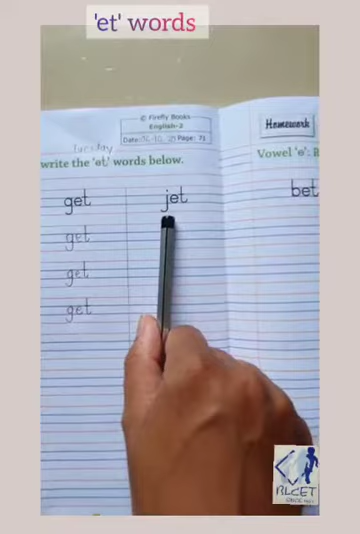 'et' words
© Firefly Books
English-2
Page: 71
Homework
Tuesday
write the 'et' words below.
Vowel 'e': R
get jet bet
get
get
get
RLCET